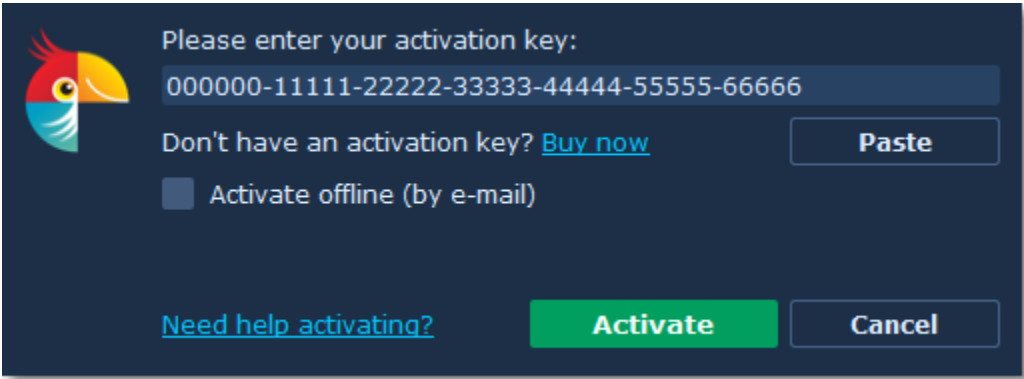 Please enter your activation key:
000000-11111-22222-33333-44444-55555-66666
Don't have an activation key? Buy now
Paste
Activate offline (by e-mail)
Need help activating?
Activate
Cancel